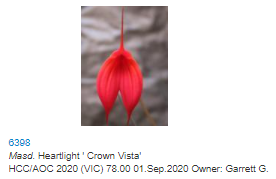 6398
Masd. Heartlight ' Crown Vista'
HCC/AOC 2020 (VIC) 78.00 01.Sep.2020 Owner: Garrett G.